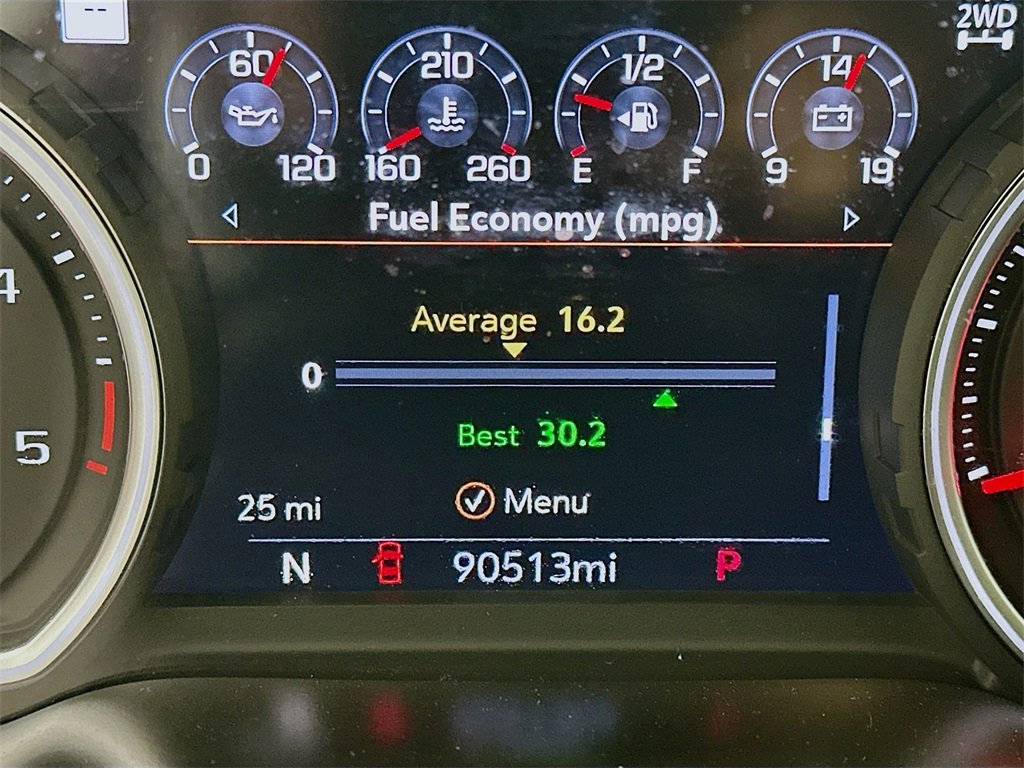 --
2WD
60 210 1/2 14
0 120 160 260 E F 9 19
Fuel Economy (mpg)
4
Average 16.2
0
5
Best 30.2
25 mi
Menu
N 90513mi P